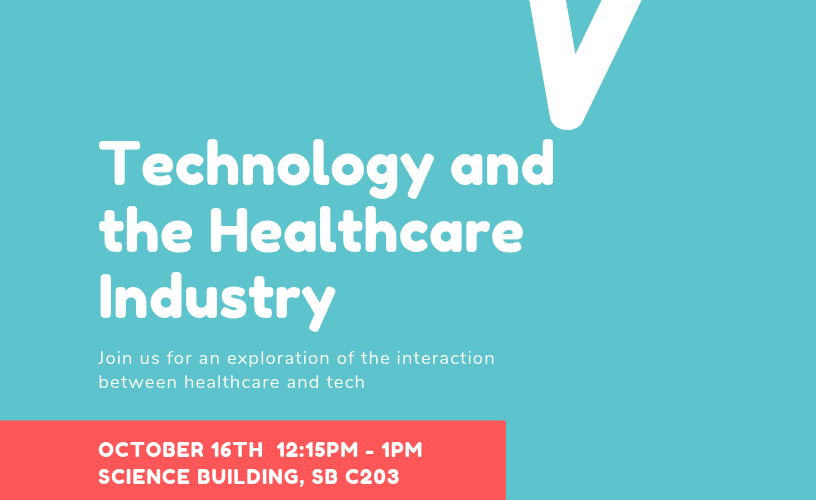 Technology and
the Healthcare
Industry
Join us for an exploration of the interaction
between healthcare and tech
OCTOBER 16TH 12:15PM - 1PM
SCIENCE BUILDING, SB C203